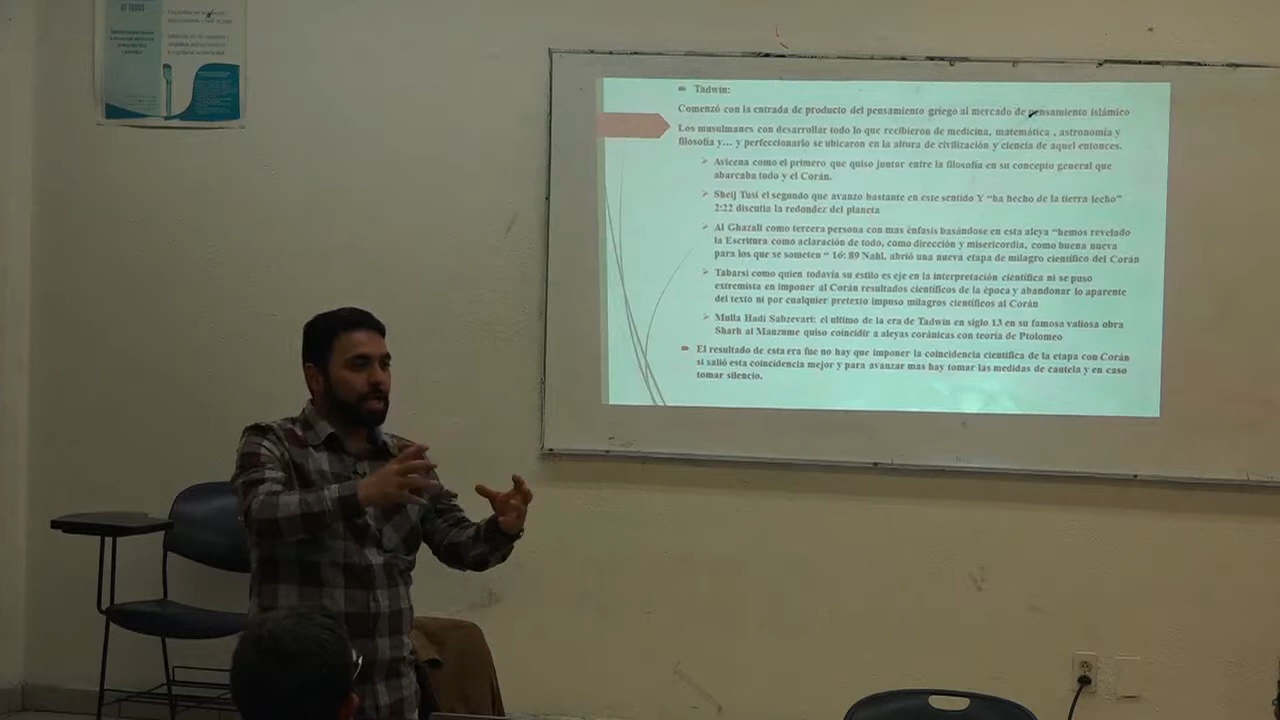 DE TODOS
Tadwin:
Comenzó con la entrada de producto del pensamiento griego al mercado de pensamiento islámico
Los musulmanes con desarrollar todo lo que recibieron de medicina, matemática , astronomía y
filosofía y... y perfeccionarlo se ubicaron en la altura de civilización y ciencia de aquel entonces.
Avicena como el primero que quiso juntar entre la filosofía en su concepto general que
abarcaba todo y el Corán.
Sheij Tusi el segundo que avanzo bastante en este sentido Y "ha hecho de la tierra lecho"
2:22 discutía la redondez del planeta
Al Ghazali como tercera persona con mas énfasis basándose en esta aleya "hemos revelado
la Escritura como aclaración de todo, como dirección y misericordia, como buena nueva
para los que se someten " 16: 89 Nahl, abrió una nueva etapa de milagro científico del Corán
Tabarsi como quien todavía su estilo es eje en la interpretación científica ni se puso
extremista en imponer al Corán resultados científicos de la época y abandonar lo aparente
del texto ni por cualquier pretexto impuso milagros científicos al Corán
Mulla Hadi Sabzevari: el ultimo de la era de Tadwin en siglo 13 en su famosa valiosa obra
Sharh al Manzume quiso coincidir a aleyas coránicas con teoría de Ptolomeo
El resultado de esta era fue no hay que imponer la coincidencia científica de la etapa con Corán
si salió esta coincidencia mejor y para avanzar mas hay tomar las medidas de cautela y en caso
tomar silencio.